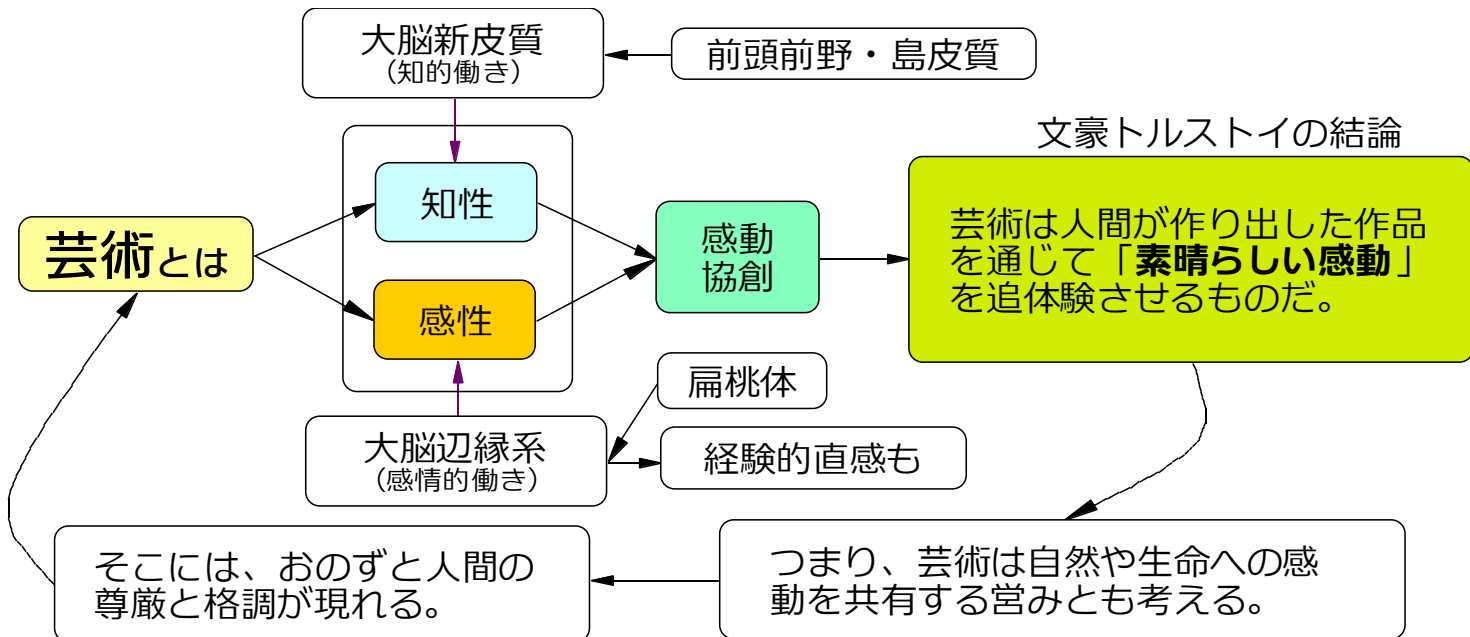 大脳新皮質
（知的働き）
前頭前野・島皮質
文豪トルストイの結論
知性
芸術とは
感動
協創
芸術は人間が作り出した作品
を通じて「素晴らしい感動」
を追体験させるものだ。
感性
扁桃体
大脳辺縁系
（感情的働き）
経験的直感も
つまり、芸術は自然や生命への感
動を共有する営みとも考える。
そこには、おのずと人間の
尊厳と格調が現れる。